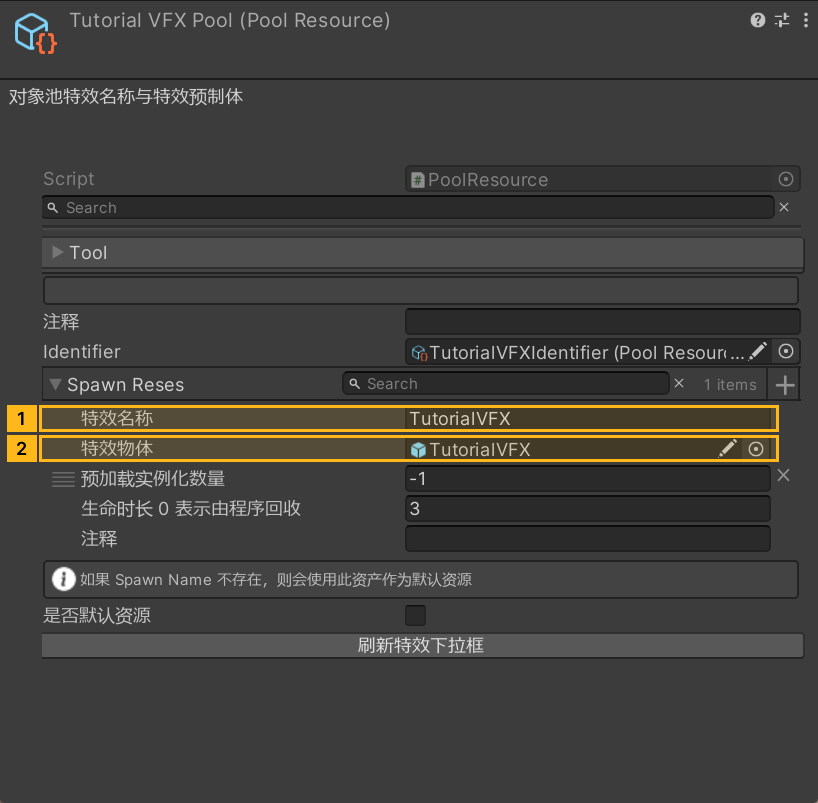 Tutorial VFX Pool (Pool Resource)
对象池特效名称与特效预制体
Script PoolResource
Search
Tool
注释
Identifier TutorialVFXIdentifier (Pool Resour...
Spawn Reses Search 1 items
1 特效名称 TutorialVFX
2 特效物体 TutorialVFX
预加载实例化数量 -1
生命时长 0 表示由程序回收 3
注释
如果 Spawn Name 不存在，则会使用此资产作为默认资源
是否默认资源
刷新特效下拉框